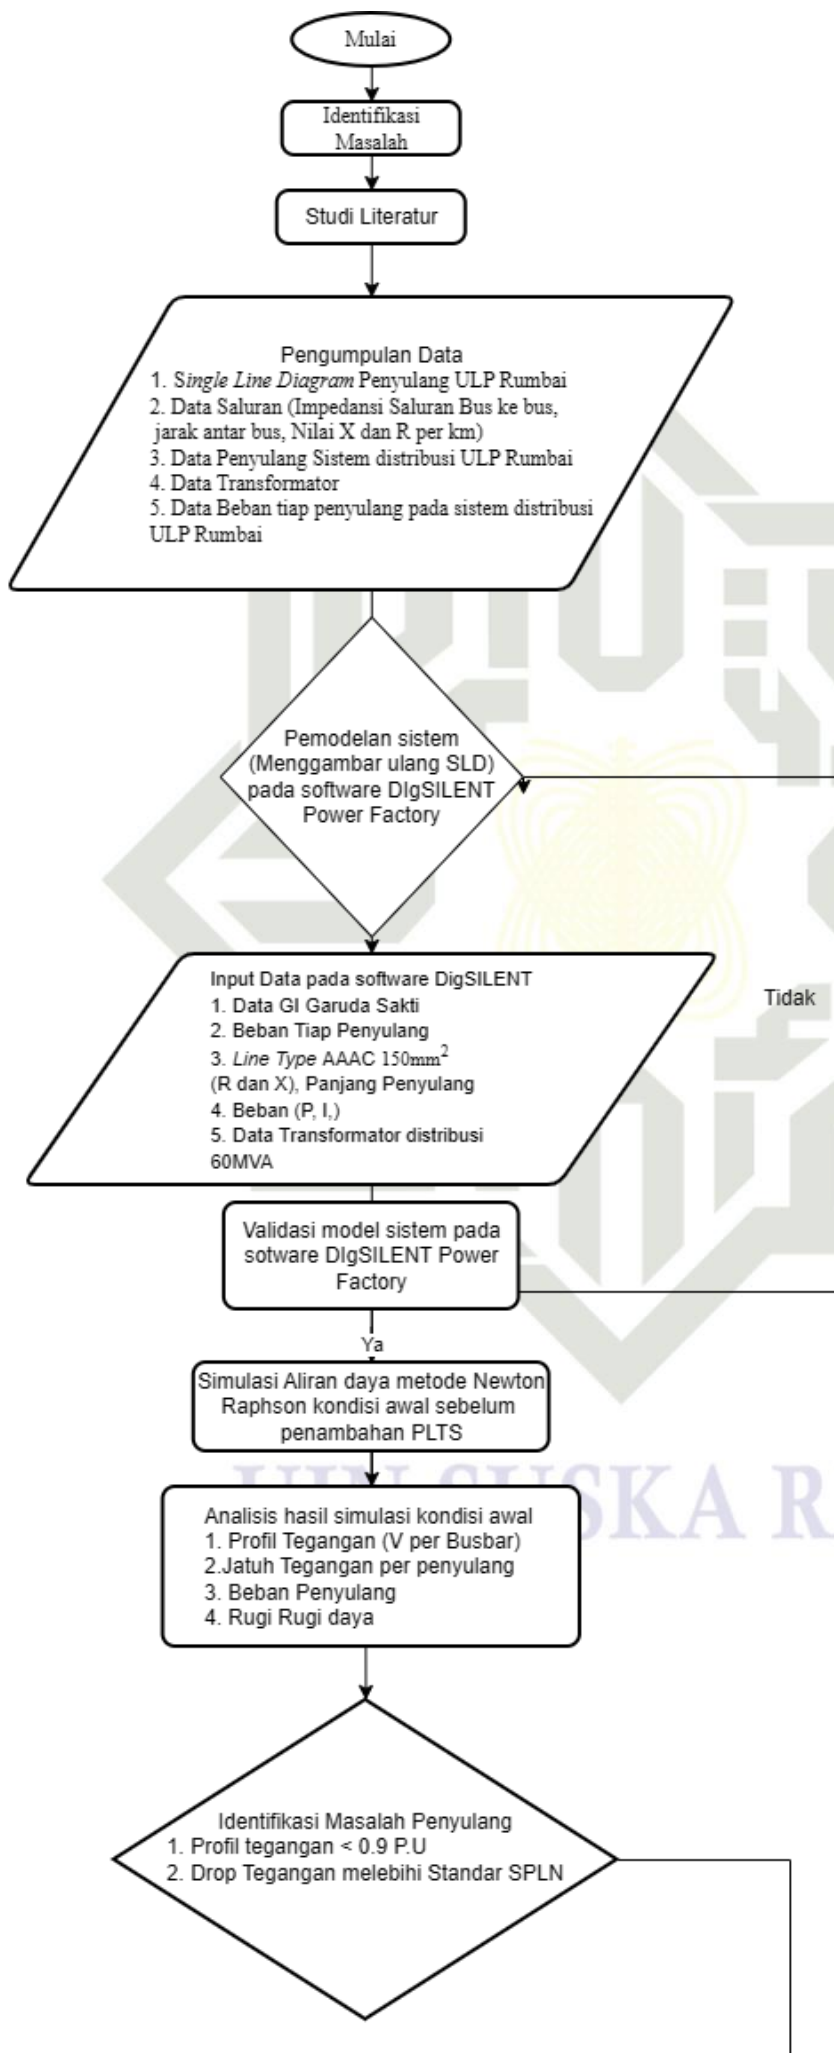 Mulai
Identifikasi
Masalah
Studi Literatur
Pengumpulan Data
1. Single Line Diagram Penyulang ULP Rumbai
2. Data Saluran (Impedansi Saluran Bus ke bus,
jarak antar bus, Nilai X dan R per km)
3. Data Penyulang Sistem distribusi ULP Rumbai
4. Data Transformator
5. Data Beban tiap penyulang pada sistem distribusi
ULP Rumbai
Pemodelan sistem
(Menggambar ulang SLD)
pada software DIgSILENT
Power Factory
Input Data pada software DigSILENT
1. Data GI Garuda Sakti
2. Beban Tiap Penyulang
3. Line Type AAAC 150mm²
(R dan X), Panjang Penyulang
4. Beban (P, I,)
5. Data Transformator distribusi
60MVA
Tidak
Validasi model sistem pada
sotware DIgSILENT Power
Factory
Ya
Simulasi Aliran daya metode Newton
Raphson kondisi awal sebelum
penambahan PLTS
UIN SUSKA R
Analisis hasil simulasi kondisi awal
1. Profil Tegangan (V per Busbar)
2.Jatuh Tegangan per penyulang
3. Beban Penyulang
4. Rugi Rugi daya
Identifikasi Masalah Penyulang
1. Profil tegangan < 0.9 P.U
2. Drop Tegangan melebihi Standar SPLN